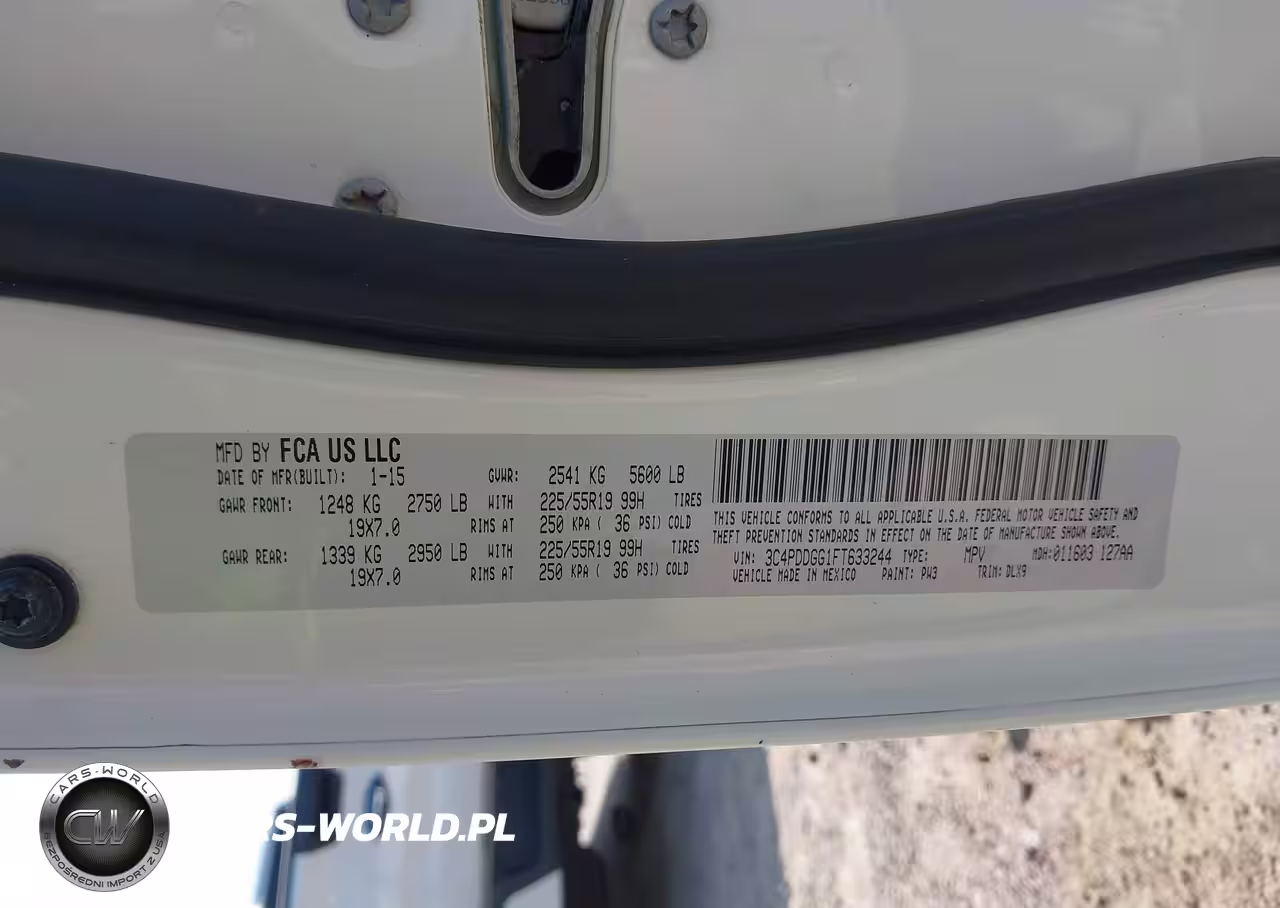 MFD BY FCA US LLC
DATE OF MFR(BUILT): 1-15 GVWR: 2541 KG 5600 LB
GAWR FRONT: 1248 KG 2750 LB WITH 225/55R19 99H TIRES
19X7.0 RIMS AT 250 KPA ( 36 PSI) COLD
GAWR REAR: 1339 KG 2950 LB WITH 225/55R19 99H TIRES
19X7.0 RIMS AT 250 KPA ( 36 PSI) COLD
THIS VEHICLE CONFORMS TO ALL APPLICABLE U.S.A. FEDERAL MOTOR VEHICLE SAFETY AND
THEFT PREVENTION STANDARDS IN EFFECT ON THE DATE OF MANUFACTURE SHOWN ABOVE.
VIN: 3C4PDDGG1FT633244 TYPE: MPV MDH: 011603 127AA
VEHICLE MADE IN MEXICO PAINT: PW3 TRIM: DLX9
CARS-WORLD
CW
BEZPOŚREDNI IMPORT Z USA
RS-WORLD.PL